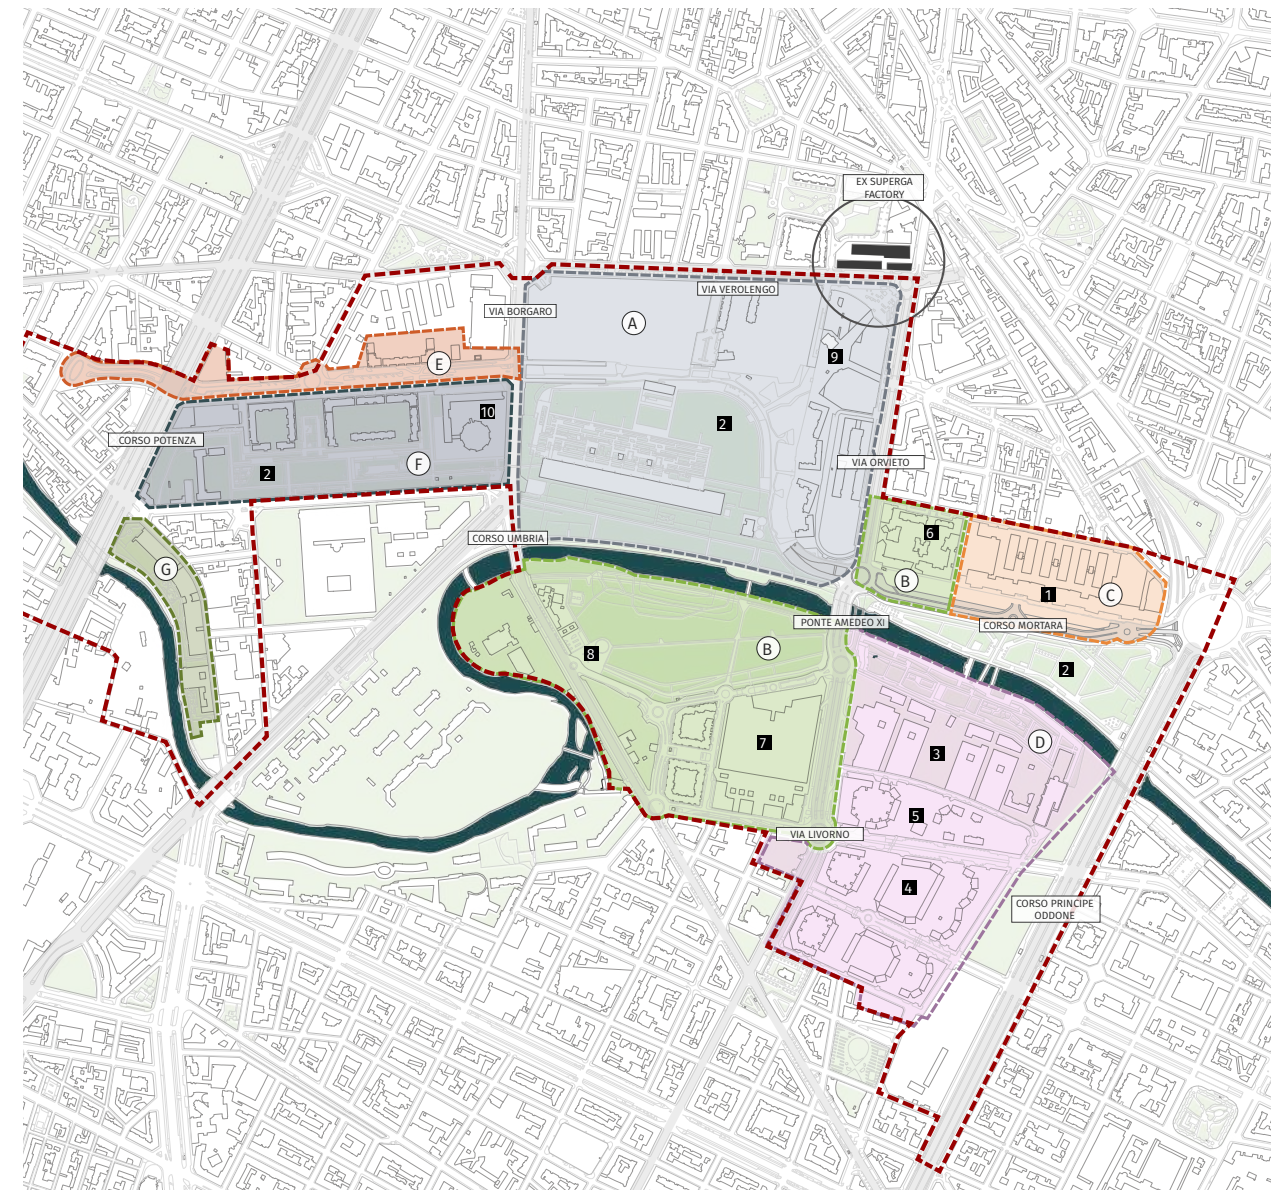 EX SUPERGA
FACTORY
VIA VEROLENGO
VIA BORGARO
A
9
E
10
2
CORSO POTENZA
F
2
VIA ORVIETO
6
CORSO UMBRIA
G
B
1
C
PONTE AMEDEO XI
CORSO MORTARA
8
B
2
7
D
3
5
VIA LIVORNO
4
CORSO PRINCIPE
ODDONE